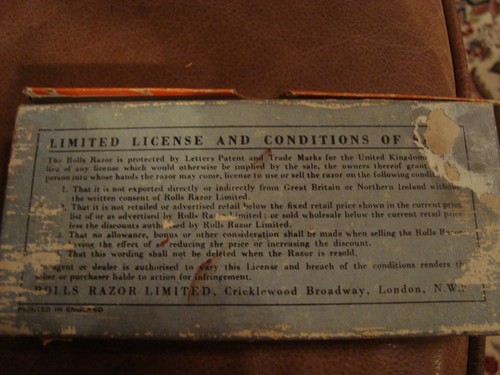 LIMITED LICENSE AND CONDITIONS OF
The Rolls Razor is protected by Letters Patent and Trade Marks for the United Kingdom
lieu of any license which would otherwise be implied by the sale, the owners thereof grant
person into whose hands the razor may come, license to use or sell the razor on the following
1. That it is not exported directly or indirectly from Great Britain or Northern Ireland without
the written consent of Rolls Razor Limited.
That it is not retailed or advertised retail below the fixed retail price shown in the current price
list of or as advertised by Rolls Razor Limited; or sold wholesale below the current retail price
less the discounts authorised by Rolls Razor Limited.
That no allowance, bonus or other consideration shall be made when selling the Rolls Razor
having the effect of so reducing the price or increasing the discount.
That this wording shall not be deleted when the Razor is resold.
agent or dealer is authorised to vary this License and breach of the conditions renders the
or purchaser liable to action for infringement.
ROLLS RAZOR LIMITED, Cricklewood Broadway, London, N.W.
PRINTED IN ENGLAND